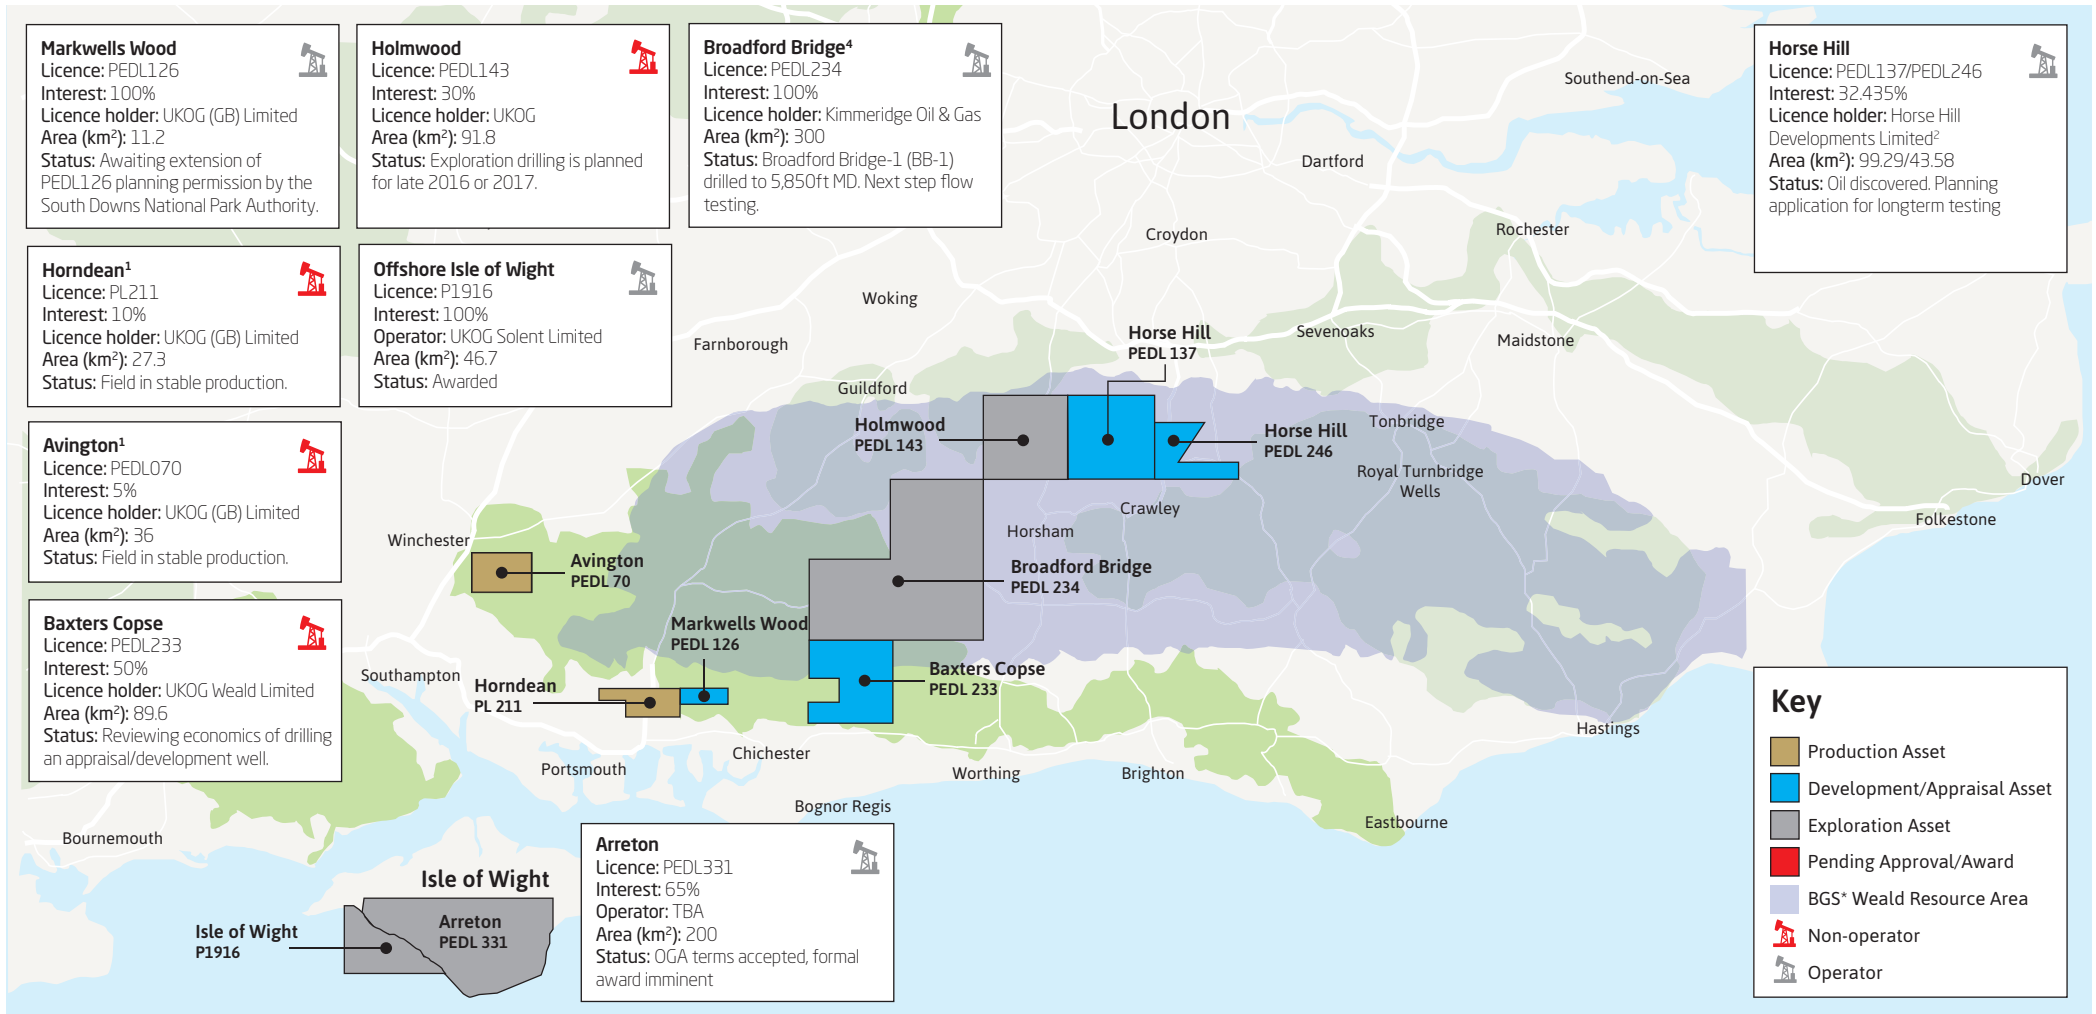 Markwells Wood
Licence: PEDL126
Interest: 100%
Licence holder: UKOG (GB) Limited
Area (km²): 11.2
Status: Awaiting extension of
PEDL126 planning permission by the
South Downs National Park Authority.
Holmwood
Licence: PEDL143
Interest: 30%
Licence holder: UKOG
Area (km²): 91.8
Status: Exploration drilling is planned
for late 2016 or 2017.
Broadford Bridge⁴
Licence: PEDL234
Interest: 100%
Licence holder: Kimmeridge Oil & Gas
Area (km²): 300
Status: Broadford Bridge-1 (BB-1)
drilled to 5,850ft MD. Next step flow
testing.
Horse Hill
Licence: PEDL137/PEDL246
Interest: 32.435%
Licence holder: Horse Hill
Developments Limited²
Area (km²): 99.29/43.58
Status: Oil discovered. Planning
application for longterm testing
Horndean¹
Licence: PL211
Interest: 10%
Licence holder: UKOG (GB) Limited
Area (km²): 27.3
Status: Field in stable production.
Offshore Isle of Wight
Licence: P1916
Interest: 100%
Operator: UKOG Solent Limited
Area (km²): 46.7
Status: Awarded
Avington¹
Licence: PEDL070
Interest: 5%
Licence holder: UKOG (GB) Limited
Area (km²): 36
Status: Field in stable production.
Baxters Copse
Licence: PEDL233
Interest: 50%
Licence holder: UKOG Weald Limited
Area (km²): 89.6
Status: Reviewing economics of drilling
an appraisal/development well.
Arreton
Licence: PEDL331
Interest: 65%
Operator: TBA
Area (km²): 200
Status: OGA terms accepted, formal
award imminent
London
Southend-on-Sea
Dartford
Croydon
Rochester
Woking
Farnborough
Sevenoaks
Maidstone
Guildford
Horse Hill
PEDL 137
Holmwood
PEDL 143
Horse Hill
PEDL 246
Tonbridge
Royal Turnbridge
Wells
Dover
Folkestone
Crawley
Horsham
Winchester
Avington
PEDL 70
Broadford Bridge
PEDL 234
Markwells Wood
PEDL 126
Baxters Copse
PEDL 233
Southampton
Horndean
PL 211
Chichester
Portsmouth
Worthing
Brighton
Hastings
Bognor Regis
Eastbourne
Bournemouth
Isle of Wight
Arreton
PEDL 331
Isle of Wight
P1916
Key
Production Asset
Development/Appraisal Asset
Exploration Asset
Pending Approval/Award
BGS* Weald Resource Area
Non-operator
Operator